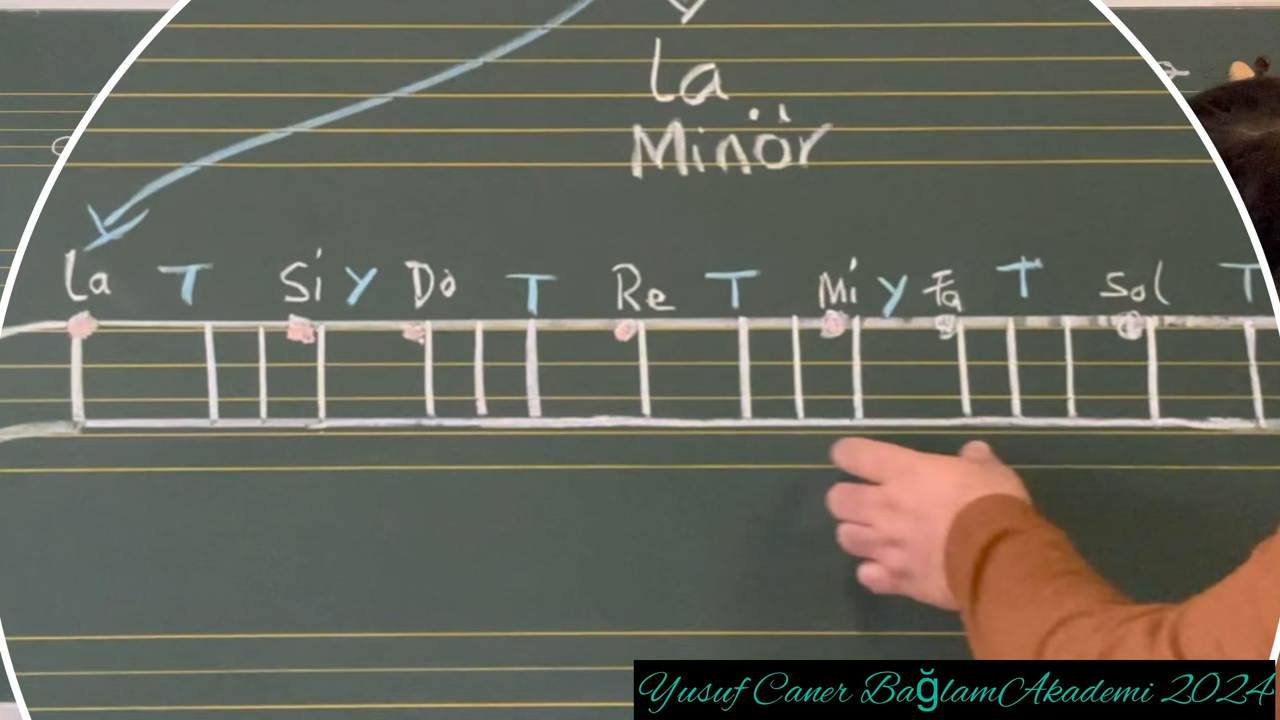 La
Minör
La T Si Y Do T Re T Mi Y Fa T Sol T
Yusuf Caner BağlamAkademi 2024